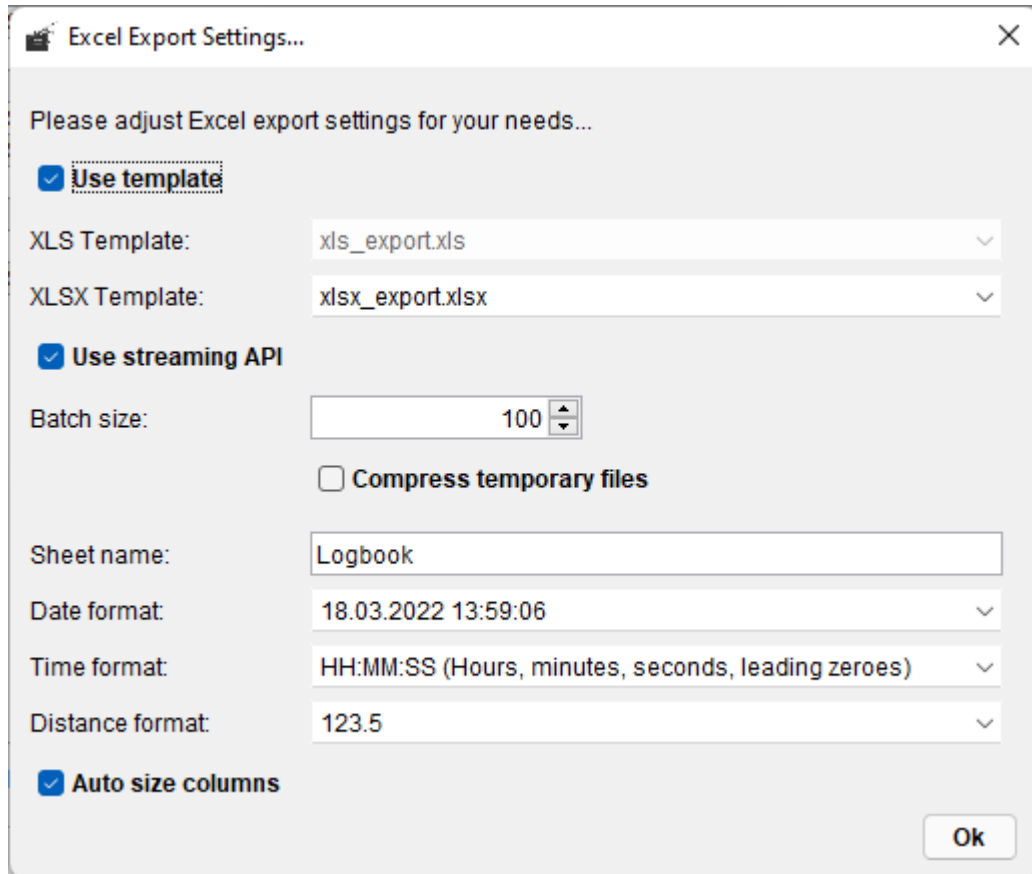 Excel Export Settings...
Please adjust Excel export settings for your needs...
Use template
XLS Template: xls_export.xls
XLSX Template: xlsx_export.xlsx
Use streaming API
Batch size: 100
Compress temporary files
Sheet name: Logbook
Date format: 18.03.2022 13:59:06
Time format: HH:MM:SS (Hours, minutes, seconds, leading zeroes)
Distance format: 123.5
Auto size columns
Ok